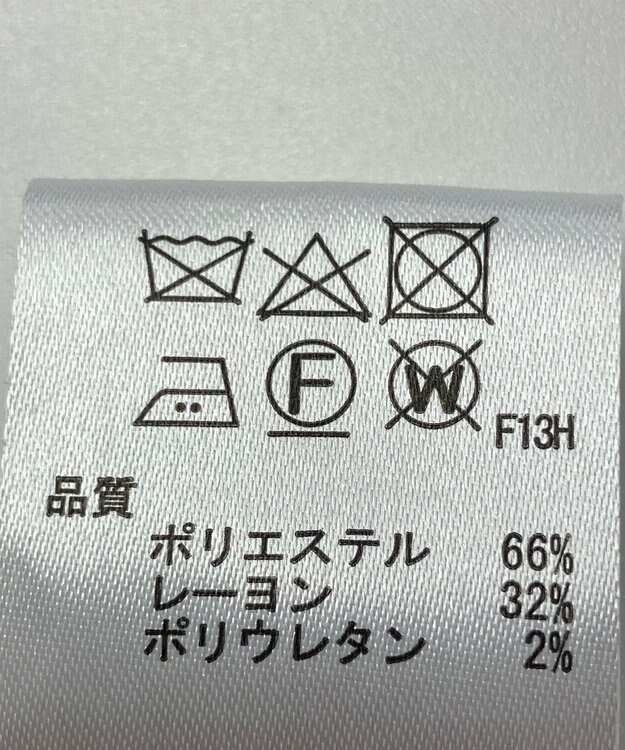 F W F13H
品質
ポリエステル 66%
レーヨン 32%
ポリウレタン 2%